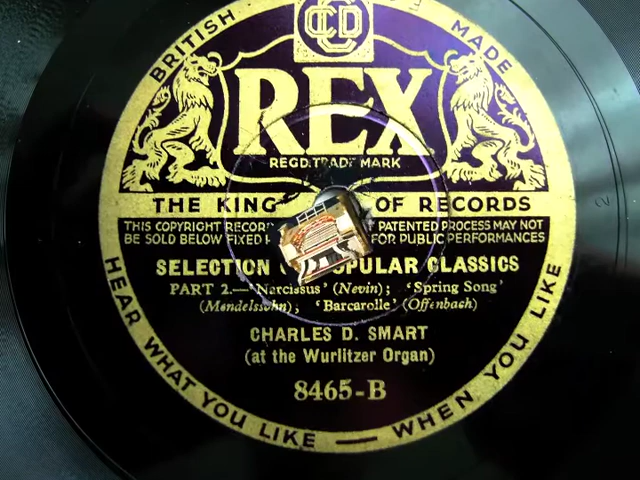 BRITISH MADE
CCDD
REX
REGD. TRADE MARK
THE KING OF RECORDS
THIS COPYRIGHT PATENTED PROCESS MAY NOT
BE SOLD BELOW FIXED FOR PUBLIC PERFORMANCES
SELECTION POPULAR CLASSICS
PART 2.—'Narcissus' (Nevin); 'Spring Song'
(Mendelssohn); 'Barcarolle' (Offenbach)
CHARLES D. SMART
(at the Wurlitzer Organ)
8465-B
HEAR WHAT YOU LIKE — WHEN YOU LIKE